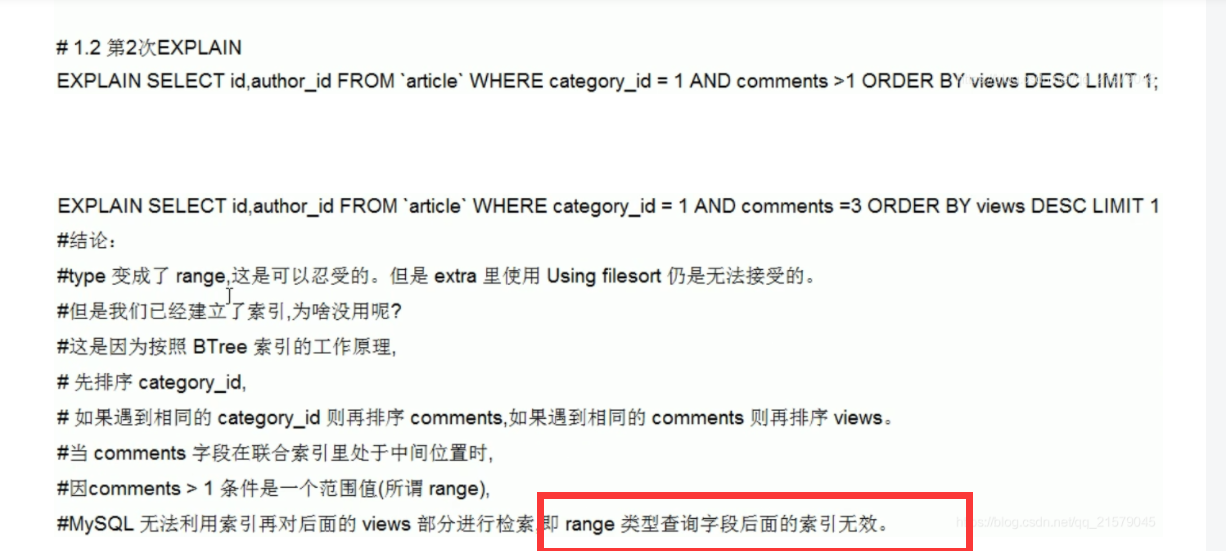 # 1.2 第2次EXPLAIN
EXPLAIN SELECT id,author_id FROM `article` WHERE category_id = 1 AND comments >1 ORDER BY views DESC LIMIT 1;
EXPLAIN SELECT id,author_id FROM `article` WHERE category_id = 1 AND comments =3 ORDER BY views DESC LIMIT 1
#结论：
#type 变成了 range,这是可以忍受的。但是 extra 里使用 Using filesort 仍是无法接受的。
#但是我们已经建立了索引,为啥没用呢?
#这是因为按照 BTree 索引的工作原理,
# 先排序 category_id,
# 如果遇到相同的 category_id 则再排序 comments,如果遇到相同的 comments 则再排序 views。
#当 comments 字段在联合索引里处于中间位置时,
#因comments > 1 条件是一个范围值(所谓 range),
#MySQL 无法利用索引再对后面的 views 部分进行检索,即 range 类型查询字段后面的索引无效。
https://blog.csdn.net/qq_21579045